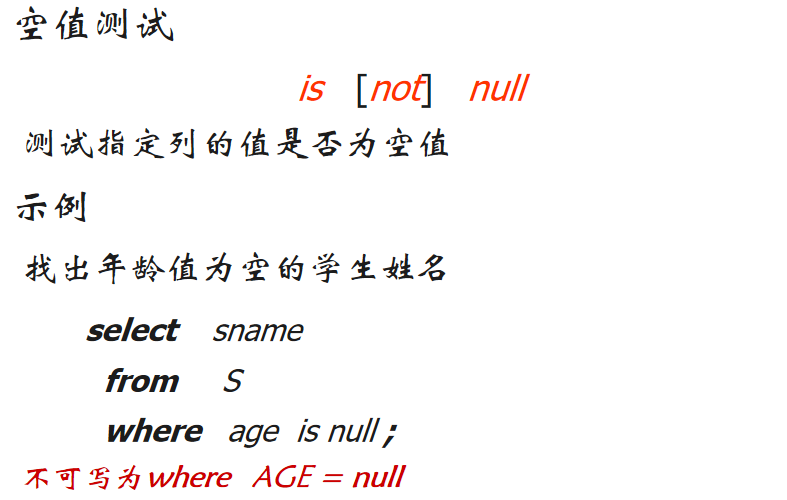 空值测试
is [not] null
测试指定列的值是否为空值
示例
找出年龄值为空的学生姓名
select sname
from S
where age is null ;
不可写为where AGE = null